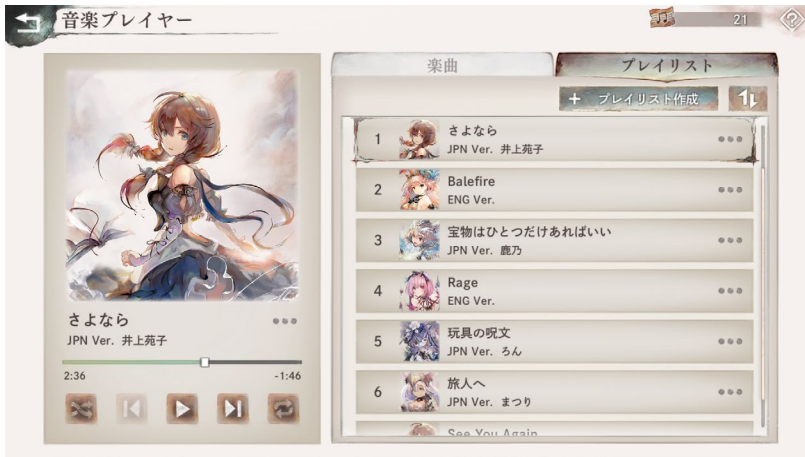 音楽プレイヤー
21
?
さよなら
JPN Ver. 井上苑子
2:36
-1:46
楽曲
プレイリスト
+ プレイリスト作成
1
さよなら
JPN Ver. 井上苑子
2
Balefire
ENG Ver.
3
宝物はひとつだけあればいい
JPN Ver. 鹿乃
4
Rage
ENG Ver.
5
玩具の呪文
JPN Ver. ろん
6
旅人へ
JPN Ver. まつり
See You Again